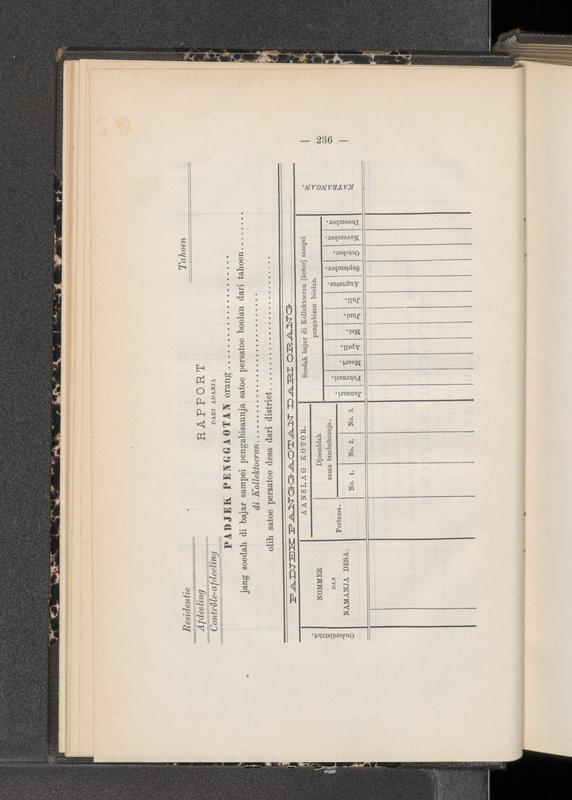 — 236 —
Residentie
Afdeeling
Contrôle-afdeeling
Tahoen
RAPPORT
DARI ADANJA
PADJEK PENGGAOTAN orang
jang soedah di bajar sampei pengabisannja satoe persatoe boelan dari tahoen
di Kollektoeran
olih satoe persatoe desa dari district
PADJEK PANGGAOTAN DARI ORANG
Onderdistrict.
NOMMER
DAN
NAMANJA DESA.
AANSLAG KOTOR.
Pertama.
Djoemblah
sama tambahannja.
No. 1.
No. 2.
No. 3.
Soedah bajar di Kollektoeran [kotor] sampei
pengabisan boelan.
Januari.
Februari.
Maart.
April.
Mei.
Juni.
Juli.
Augustus.
September.
October.
November.
December.
KATRANGAN.